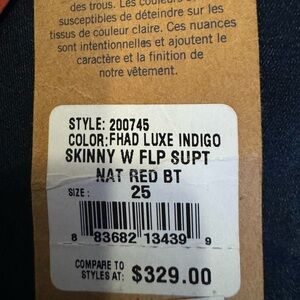 des trous. Les couleurs
susceptibles de déteindre sur les
tissus de couleur claire. Ces nuances
sont intentionnelles et ajoutent le
caractère et la finition de
notre vêtement.
STYLE: 200745
COLOR:FHAD LUXE INDIGO
SKINNY W FLP SUPT
NAT RED BT
SIZE: 25
8 83682 13439 9
COMPARE TO
STYLES AT: $329.00